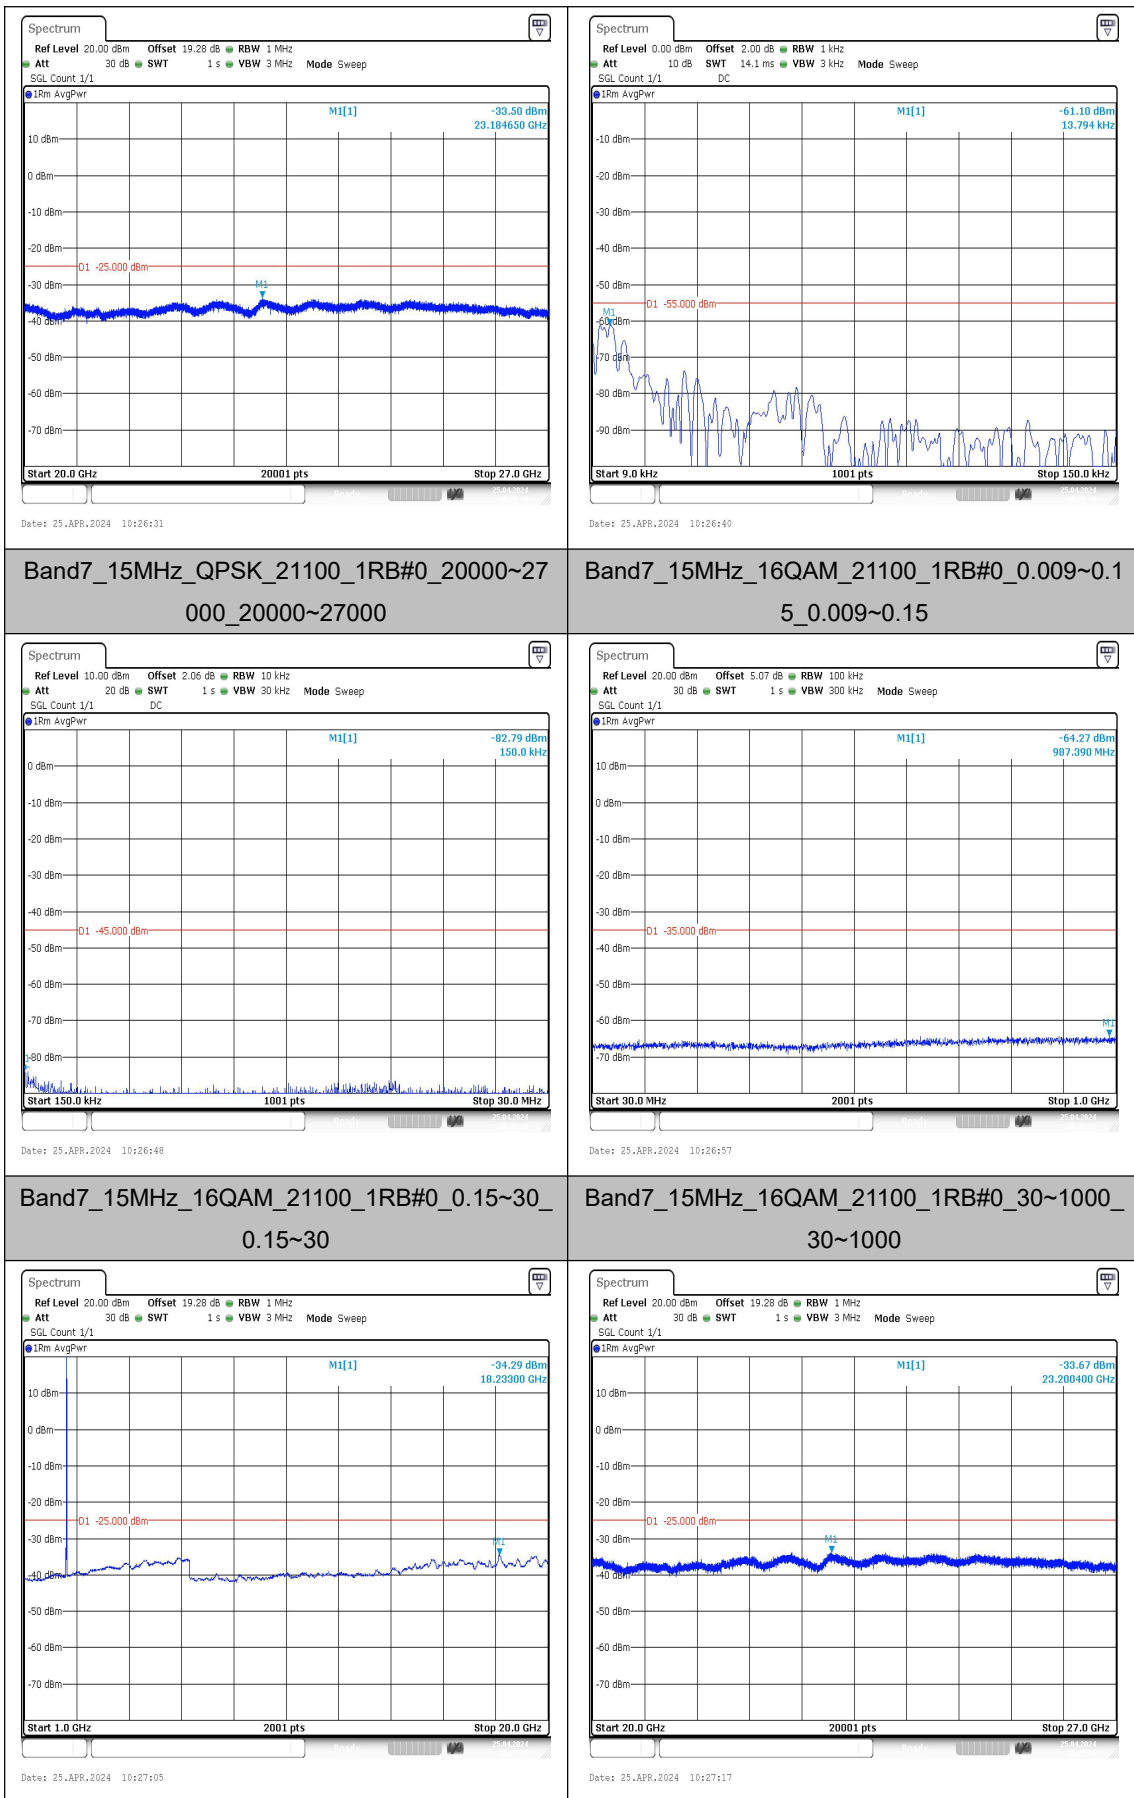 Spectrum
Ref Level 20.00 dBm Offset 19.28 dB RBW 1 MHz
Att 30 dB SWT 1 s VBW 3 MHz Mode Sweep
SGL Count 1/1
1Rm AvgPwr
M1[1] -33.50 dBm
23.184650 GHz
10 dBm
0 dBm
-10 dBm
-20 dBm
D1 -25.000 dBm
M1
-30 dBm
-40 dBm
-50 dBm
-60 dBm
-70 dBm
Start 20.0 GHz 20001 pts Stop 27.0 GHz
Date: 25.APR.2024 10:26:31
Spectrum
Ref Level 0.00 dBm Offset 2.00 dB RBW 1 kHz
Att 10 dB SWT 14.1 ms VBW 3 kHz Mode Sweep
SGL Count 1/1 DC
1Rm AvgPwr
M1[1] -61.10 dBm
13.794 kHz
-10 dBm
-20 dBm
-30 dBm
-40 dBm
-50 dBm
D1 -55.000 dBm
M1
-60 dBm
-70 dBm
-80 dBm
-90 dBm
Start 9.0 kHz 1001 pts Stop 150.0 kHz
Date: 25.APR.2024 10:26:40
Band7_15MHz_QPSK_21100_1RB#0_20000~27
000_20000~27000
Band7_15MHz_16QAM_21100_1RB#0_0.009~0.1
5_0.009~0.15
Spectrum
Ref Level 10.00 dBm Offset 2.06 dB RBW 10 kHz
Att 20 dB SWT 1 s VBW 30 kHz Mode Sweep
SGL Count 1/1 DC
1Rm AvgPwr
M1[1] -82.79 dBm
150.0 kHz
0 dBm
-10 dBm
-20 dBm
-30 dBm
-40 dBm
D1 -45.000 dBm
-50 dBm
-60 dBm
-70 dBm
-80 dBm
Start 150.0 kHz 1001 pts Stop 30.0 MHz
Date: 25.APR.2024 10:26:48
Spectrum
Ref Level 20.00 dBm Offset 5.07 dB RBW 100 kHz
Att 30 dB SWT 1 s VBW 300 kHz Mode Sweep
SGL Count 1/1
1Rm AvgPwr
M1[1] -64.27 dBm
987.390 MHz
10 dBm
0 dBm
-10 dBm
-20 dBm
-30 dBm
D1 -35.000 dBm
-40 dBm
-50 dBm
-60 dBm
M1
-70 dBm
Start 30.0 MHz 2001 pts Stop 1.0 GHz
Date: 25.APR.2024 10:26:57
Band7_15MHz_16QAM_21100_1RB#0_0.15~30_
0.15~30
Band7_15MHz_16QAM_21100_1RB#0_30~1000_
30~1000
Spectrum
Ref Level 20.00 dBm Offset 19.28 dB RBW 1 MHz
Att 30 dB SWT 1 s VBW 3 MHz Mode Sweep
SGL Count 1/1
1Rm AvgPwr
M1[1] -34.29 dBm
18.23300 GHz
10 dBm
0 dBm
-10 dBm
-20 dBm
D1 -25.000 dBm
-30 dBm
M1
-40 dBm
-50 dBm
-60 dBm
-70 dBm
Start 1.0 GHz 2001 pts Stop 20.0 GHz
Date: 25.APR.2024 10:27:05
Spectrum
Ref Level 20.00 dBm Offset 19.28 dB RBW 1 MHz
Att 30 dB SWT 1 s VBW 3 MHz Mode Sweep
SGL Count 1/1
1Rm AvgPwr
M1[1] -33.67 dBm
23.200400 GHz
10 dBm
0 dBm
-10 dBm
-20 dBm
D1 -25.000 dBm
-30 dBm
M1
-40 dBm
-50 dBm
-60 dBm
-70 dBm
Start 20.0 GHz 20001 pts Stop 27.0 GHz
Date: 25.APR.2024 10:27:17